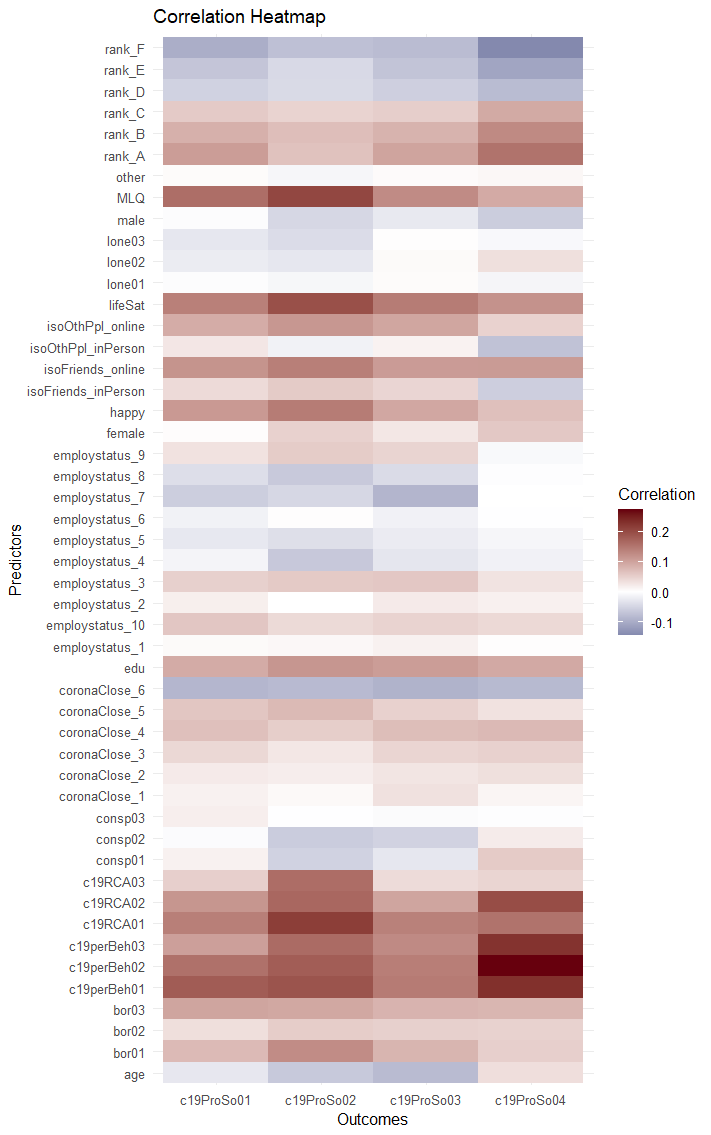 Correlation Heatmap
rank_F
rank_E
rank_D
rank_C
rank_B
rank_A
other
MLQ
male
lone03
lone02
lone01
lifeSat
isoOthPpl_online
isoOthPpl_inPerson
isoFriends_online
isoFriends_inPerson
happy
female
employstatus_9
employstatus_8
employstatus_7
employstatus_6
employstatus_5
employstatus_4
employstatus_3
employstatus_2
employstatus_10
employstatus_1
edu
coronaClose_6
coronaClose_5
coronaClose_4
coronaClose_3
coronaClose_2
coronaClose_1
consp03
consp02
consp01
c19RCA03
c19RCA02
c19RCA01
c19perBeh03
c19perBeh02
c19perBeh01
bor03
bor02
bor01
age
Predictors
c19ProSo01 c19ProSo02 c19ProSo03 c19ProSo04
Outcomes
Correlation
0.2
0.1
0.0
-0.1